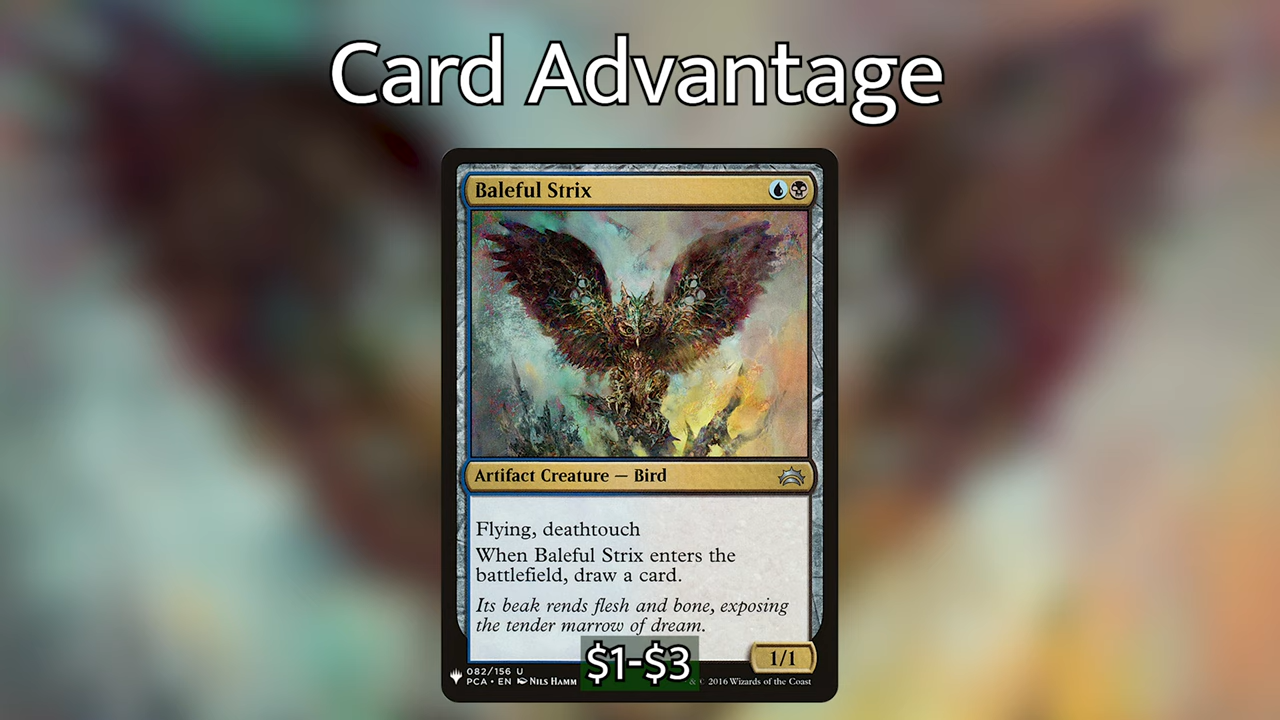 Card Advantage
Baleful Strix
Artifact Creature — Bird
Flying, deathtouch
When Baleful Strix enters the
battlefield, draw a card.
Its beak rends flesh and bone, exposing
the tender marrow of dream.
$1-$3
1/1
082/156 U
PCA • EN NILS HAMM & © 2016 Wizards of the Coast